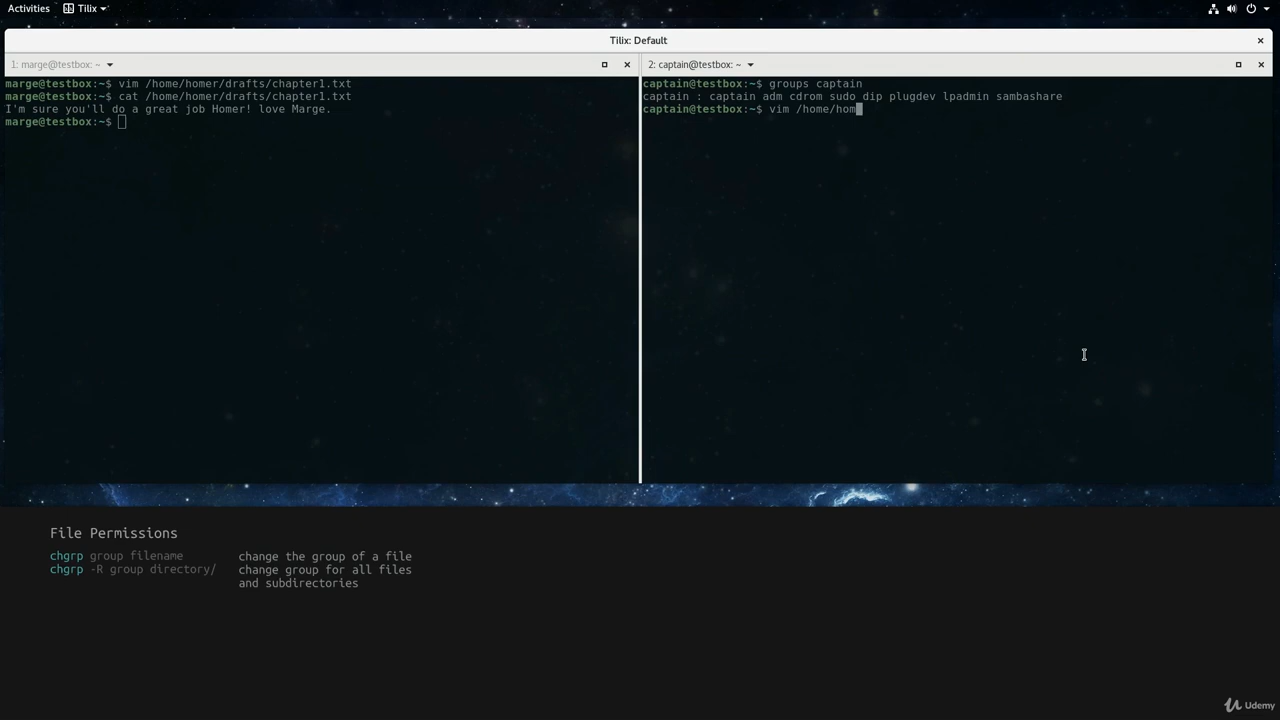 Activities Tilix
Tilix: Default
1: marge@testbox: ~
marge@testbox:~$ vim /home/homer/drafts/chapter1.txt
marge@testbox:~$ cat /home/homer/drafts/chapter1.txt
I'm sure you'll do a great job Homer! love Marge.
marge@testbox:~$
2: captain@testbox: ~
captain@testbox:~$ groups captain
captain : captain adm cdrom sudo dip plugdev lpadmin sambashare
captain@testbox:~$ vim /home/hom
File Permissions
chgrp group filename change the group of a file
chgrp -R group directory/ change group for all files
and subdirectories
Udemy